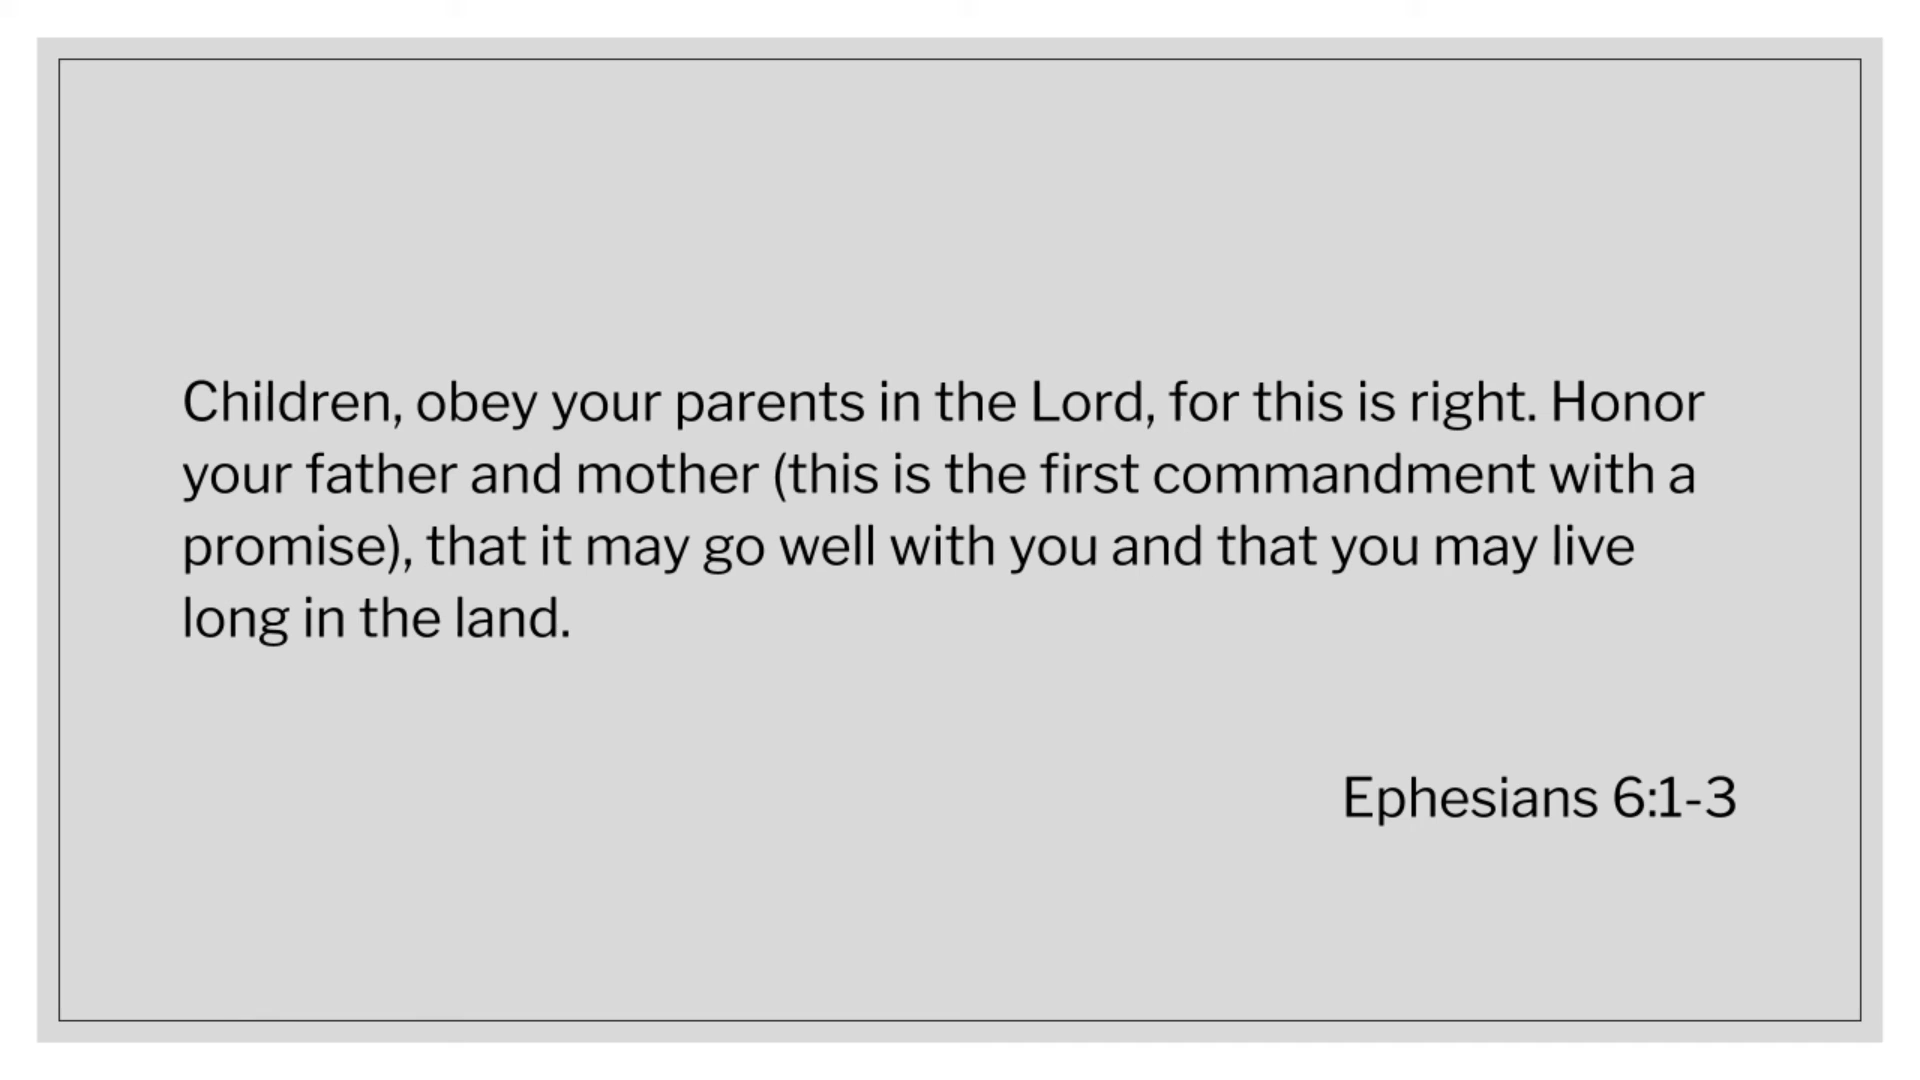 Children, obey your parents in the Lord, for this is right. Honor
your father and mother (this is the first commandment with a
promise), that it may go well with you and that you may live
long in the land.
Ephesians 6:1-3